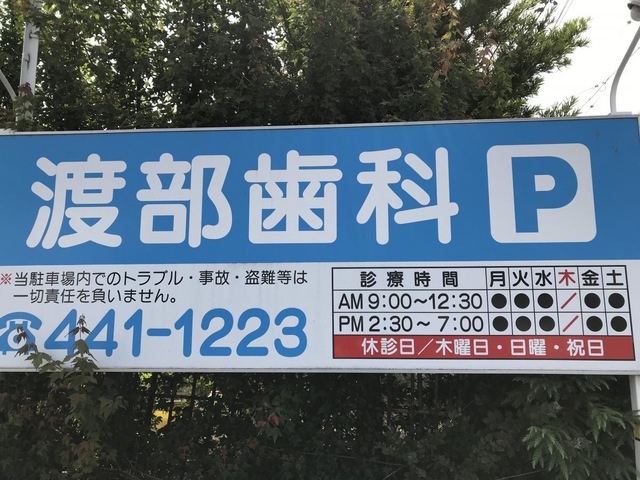 渡部歯科 P
※当駐車場内でのトラブル・事故・盗難等は
一切責任を負いません。
☎441-1223
診療時間 月 火 水 木 金 土
AM 9:00～12:30 ● ● ● / ● ●
PM 2:30～7:00 ● ● ● / ● ●
休診日／木曜日・日曜・祝日